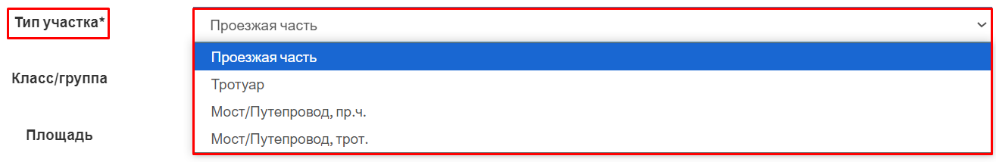 Тип участка*
Проезжая часть
Проезжая часть
Класс/группа
Тротуар
Мост/Путепровод, пр.ч.
Площадь
Мост/Путепровод, трот.